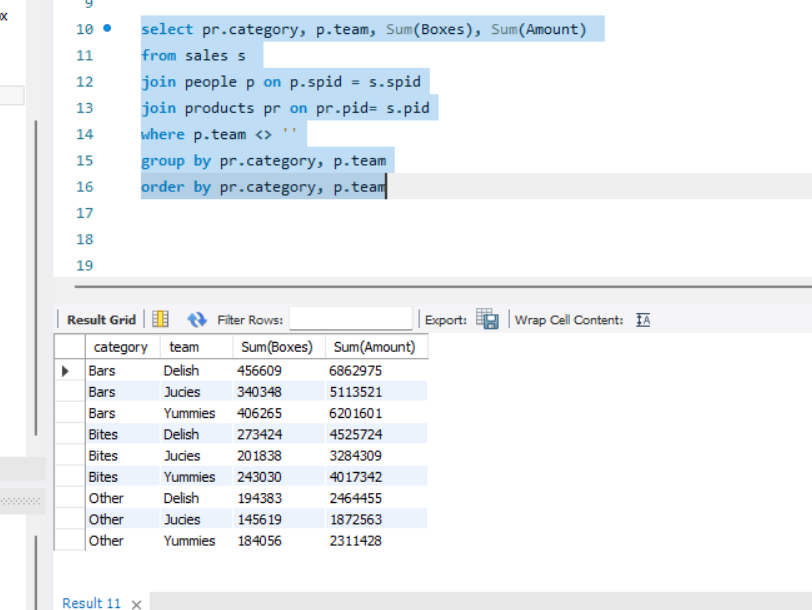 ox
9
10 select pr.category, p.team, Sum(Boxes), Sum(Amount)
11 from sales s
12 join people p on p.spid = s.spid
13 join products pr on pr.pid= s.pid
14 where p.team <> ''
15 group by pr.category, p.team
16 order by pr.category, p.team
17
18
19
Result Grid Filter Rows: Export: Wrap Cell Content:
category team Sum(Boxes) Sum(Amount)
Bars Delish 456609 6862975
Bars Jucies 340348 5113521
Bars Yummies 406265 6201601
Bites Delish 273424 4525724
Bites Jucies 201838 3284309
Bites Yummies 243030 4017342
Other Delish 194383 2464455
Other Jucies 145619 1872563
Other Yummies 184056 2311428
Result 11